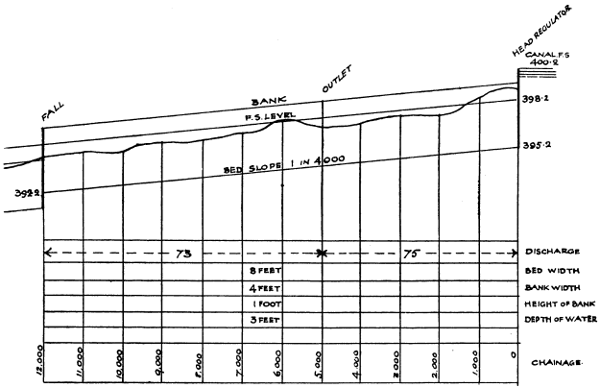 HEAD REGULATOR
CANAL F.S
400·2
FALL
OUTLET
BANK
398·2
F.S. LEVEL
395·2
BED SLOPE 1 IN 4000
392·2
73
75
DISCHARGE
8 FEET
BED WIDTH
4 FEET
BANK WIDTH
1 FOOT
HEIGHT OF BANK
3 FEET
DEPTH OF WATER
12,000
11,000
10,000
9,000
8,000
7,000
6,000
5,000
4,000
3,000
2,000
1,000
0
CHAINAGE.